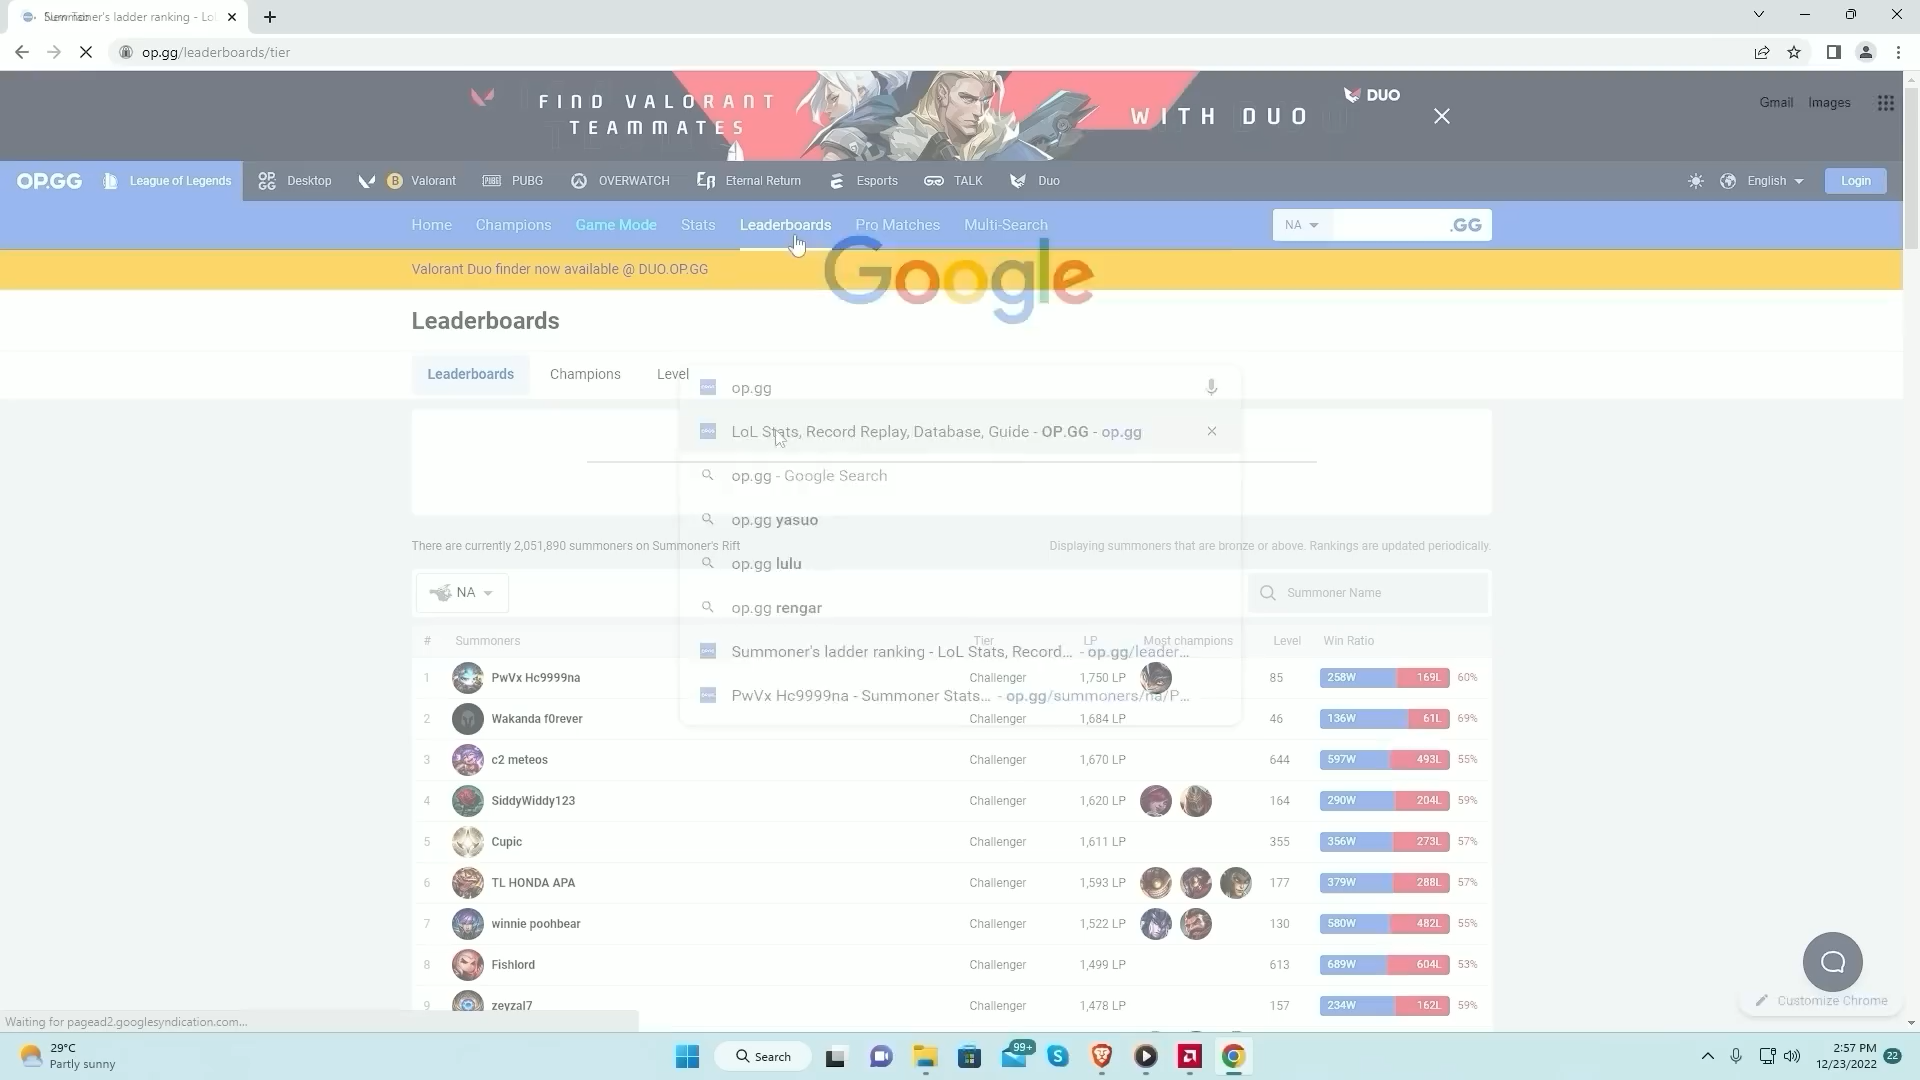 Summoner's ladder ranking - Lo
op.gg/leaderboards/tier
FIND VALORANT
TEAMMATES
WITH DUO
DUO
Gmail Images
OP.GG League of Legends OP.GG Desktop B Valorant PUBG OVERWATCH Eternal Return Esports TALK Duo English Login
Home Champions Game Mode Stats Leaderboards Pro Matches Multi-Search NA .GG
Valorant Duo finder now available @ DUO.OP.GG
Google
Leaderboards
Leaderboards Champions Level
op.gg
LoL Stats, Record Replay, Database, Guide - OP.GG - op.gg
op.gg - Google Search
op.gg yasuo
There are currently 2,051,890 summoners on Summoner's Rift
Displaying summoners that are bronze or above. Rankings are updated periodically.
op.gg lulu
NA
Summoner Name
op.gg rengar
# Summoners Tier LP Most champions Level Win Ratio
Summoner's ladder ranking - LoL Stats, Record... - op.gg/leader...
1 PwVx Hc9999na Challenger 1,750 LP 85 258W 169L 60%
PwVx Hc9999na - Summoner Stats... - op.gg/summoners/na/P...
2 Wakanda f0rever Challenger 1,684 LP 46 136W 61L 69%
3 c2 meteos Challenger 1,670 LP 644 597W 493L 55%
4 SiddyWiddy123 Challenger 1,620 LP 164 290W 204L 59%
5 Cupic Challenger 1,611 LP 355 356W 273L 57%
6 TL HONDA APA Challenger 1,593 LP 177 379W 288L 57%
7 winnie poohbear Challenger 1,522 LP 130 580W 482L 55%
8 Fishlord Challenger 1,499 LP 613 689W 604L 53%
9 zeyzal7 Challenger 1,478 LP 157 234W 162L 59%
Customize Chrome
Waiting for pagead2.googlesyndication.com...
29°C
Partly sunny
Search
99+
2:57 PM
12/23/2022
22